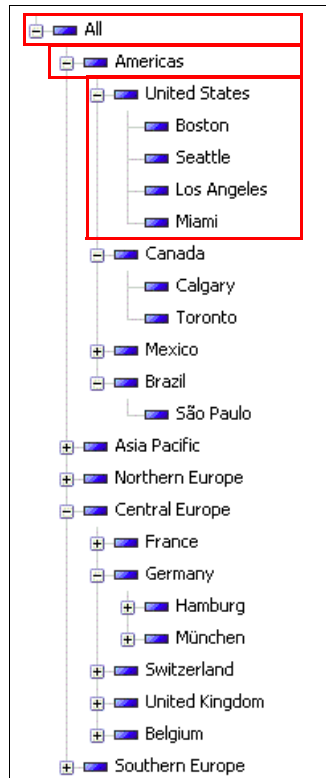 All
Americas
United States
Boston
Seattle
Los Angeles
Miami
Canada
Calgary
Toronto
Mexico
Brazil
São Paulo
Asia Pacific
Northern Europe
Central Europe
France
Germany
Hamburg
München
Switzerland
United Kingdom
Belgium
Southern Europe